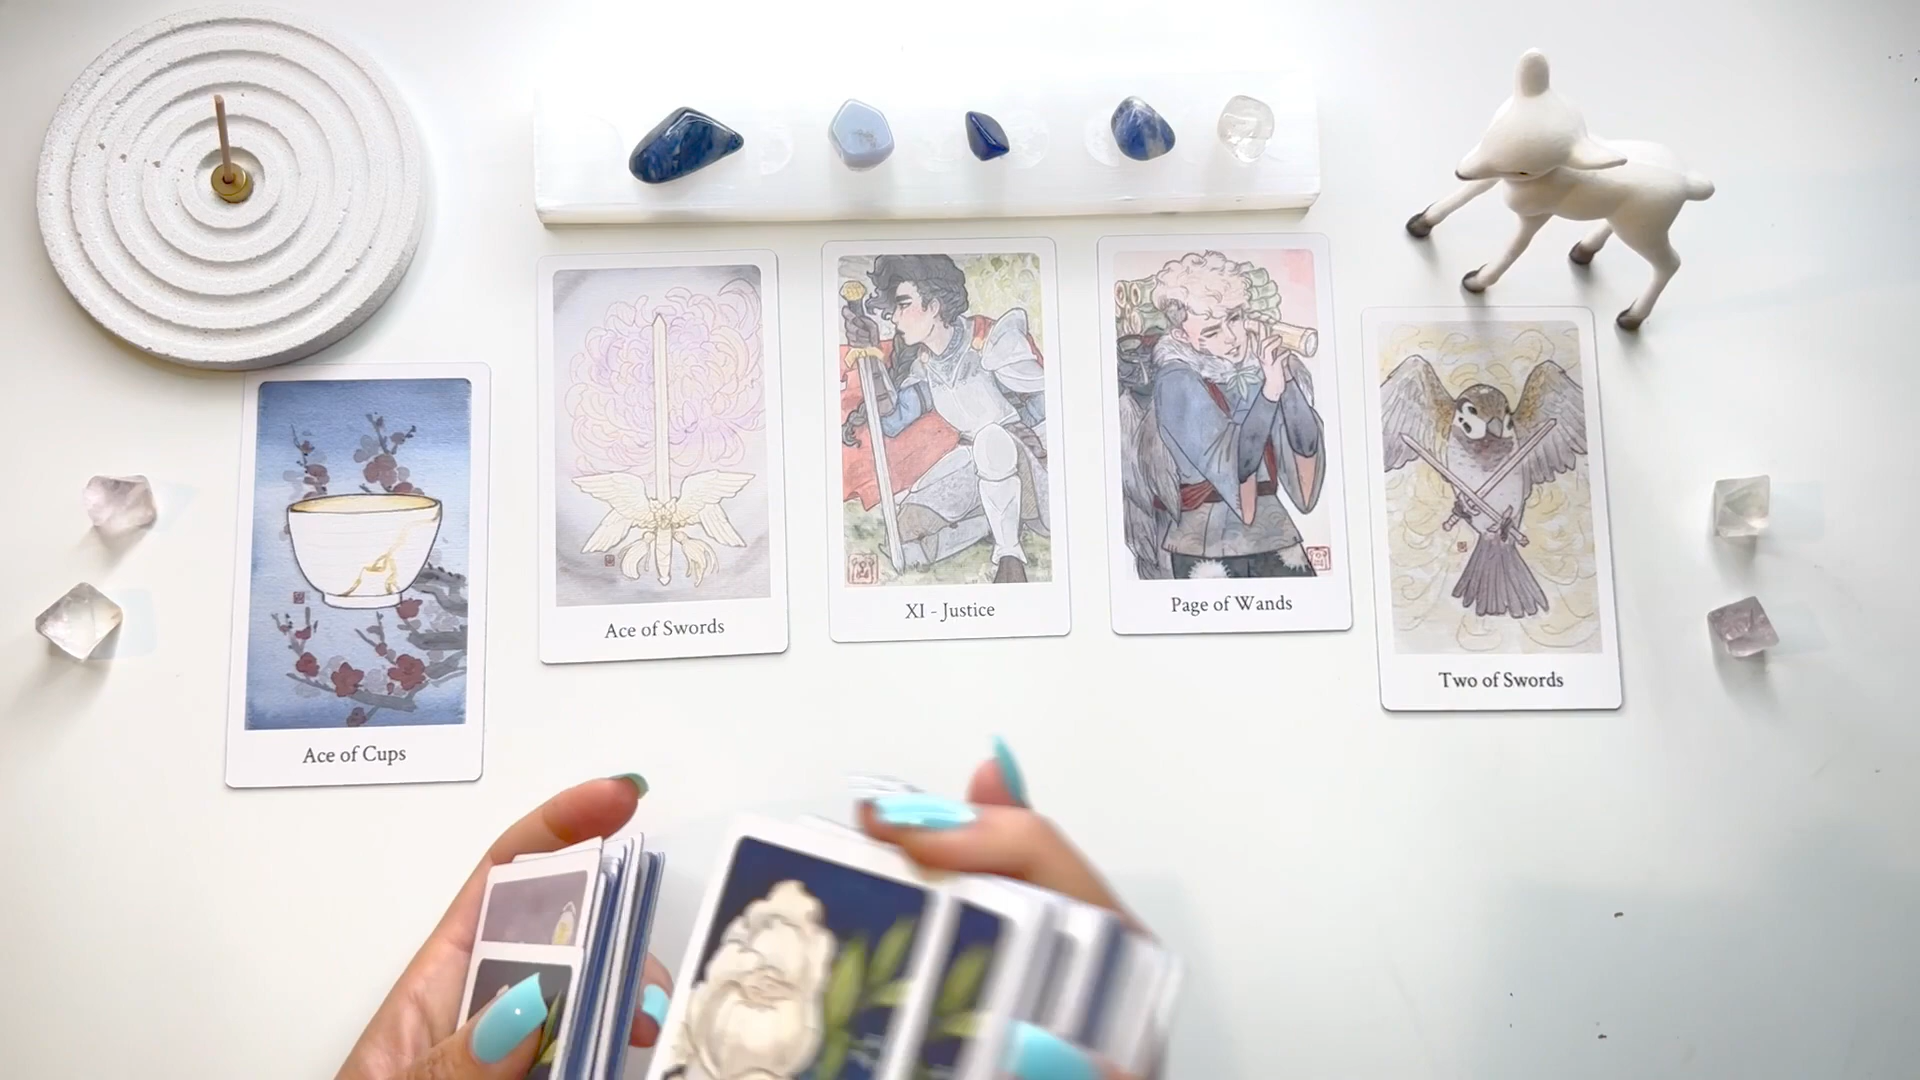 Ace of Cups
Ace of Swords
XI - Justice
Page of Wands
Two of Swords